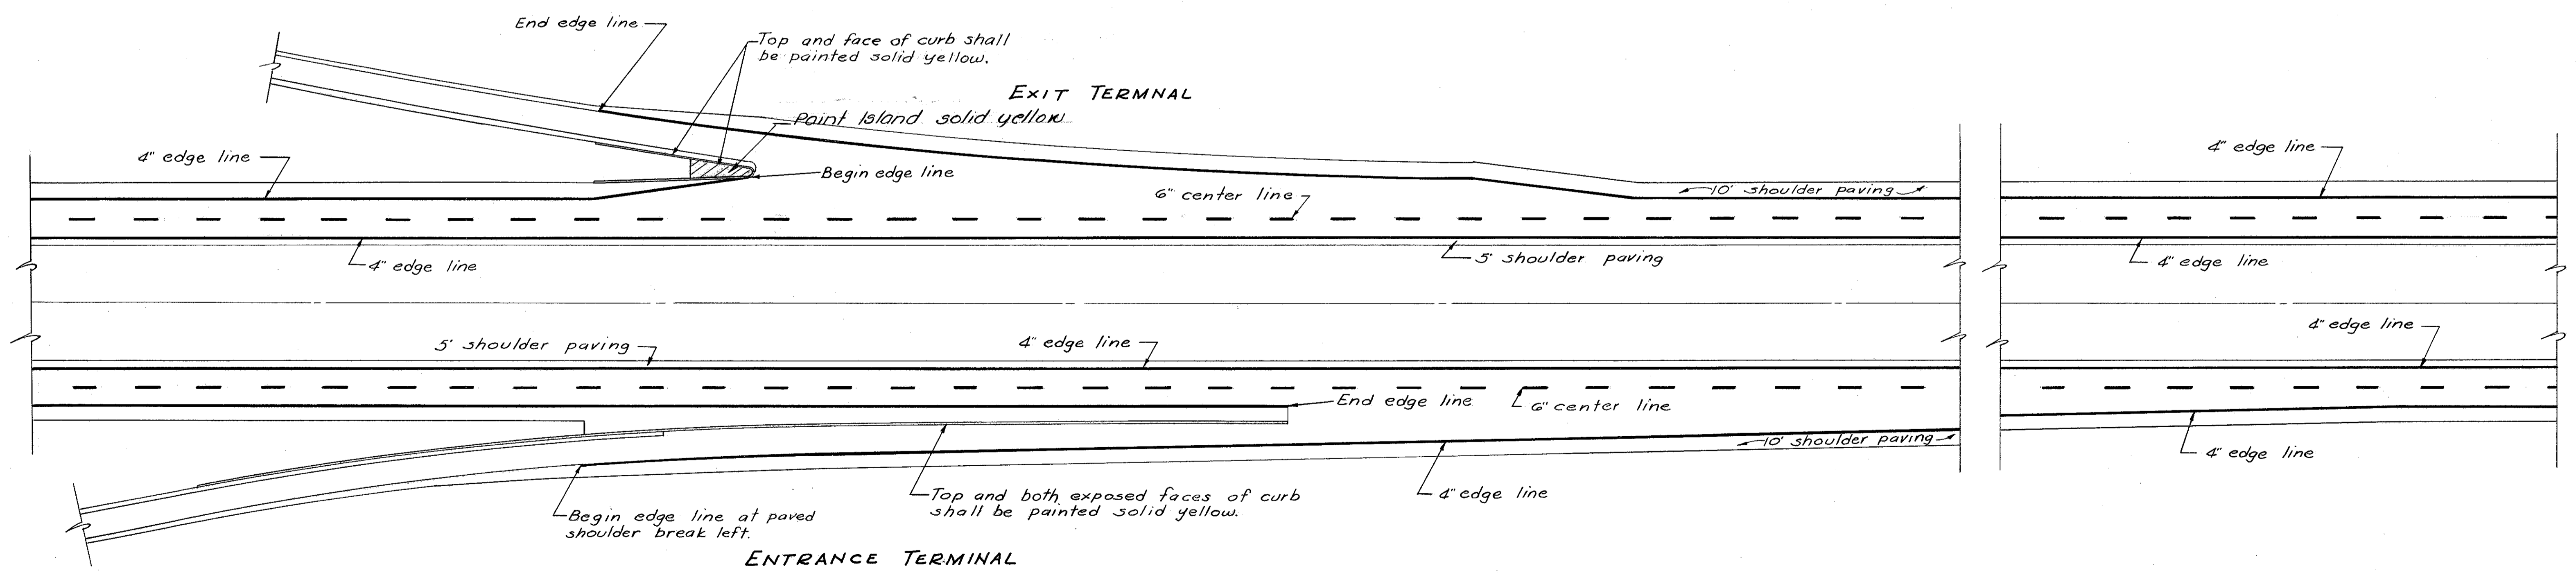 End edge line
Top and face of curb shall
be painted solid yellow.
EXIT TERMNAL
Paint Island solid yellow
4" edge line
Begin edge line
6" center line
10' shoulder paving
4" edge line
4" edge line
5' shoulder paving
4" edge line
5' shoulder paving
4" edge line
4" edge line
End edge line
6" center line
10' shoulder paving
4" edge line
Top and both exposed faces of curb
shall be painted solid yellow.
4" edge line
Begin edge line at paved
shoulder break left.
ENTRANCE TERMINAL